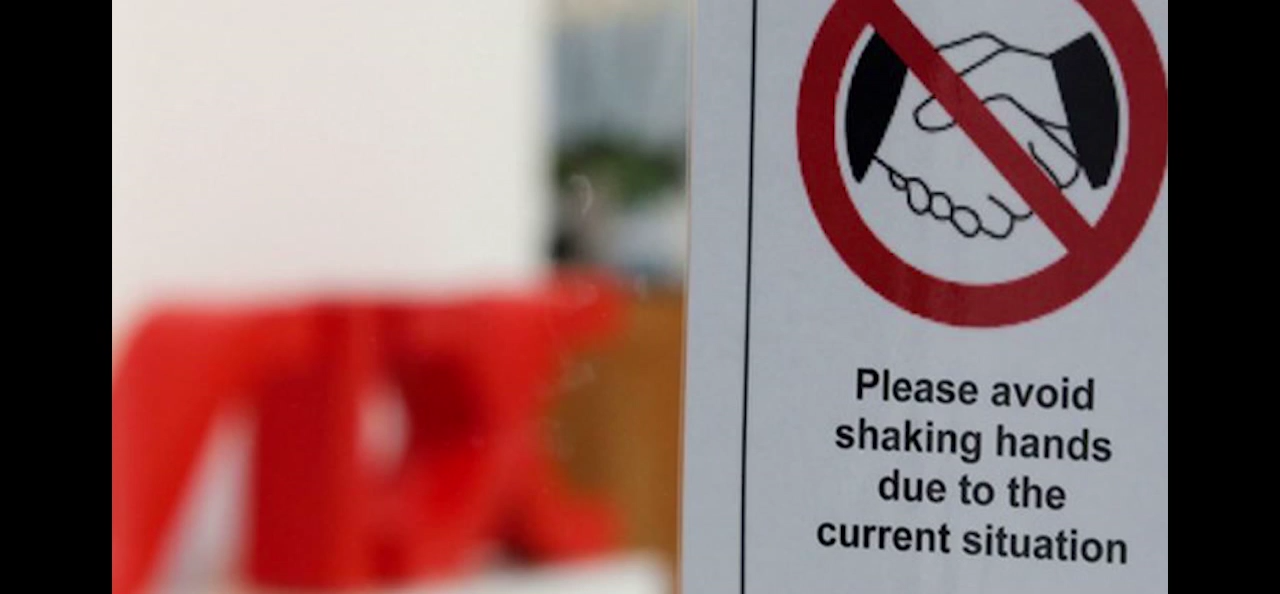 Please avoid
shaking hands
due to the
current situation